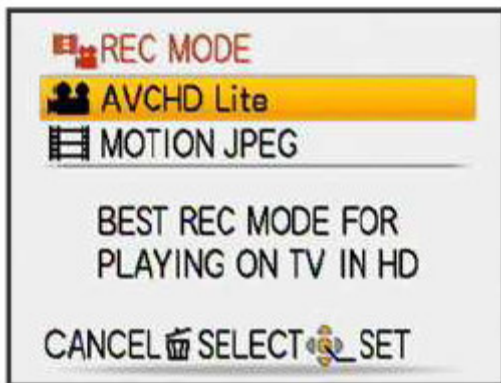 REC MODE
AVCHD Lite
MOTION JPEG
BEST REC MODE FOR
PLAYING ON TV IN HD
CANCEL SELECT SET